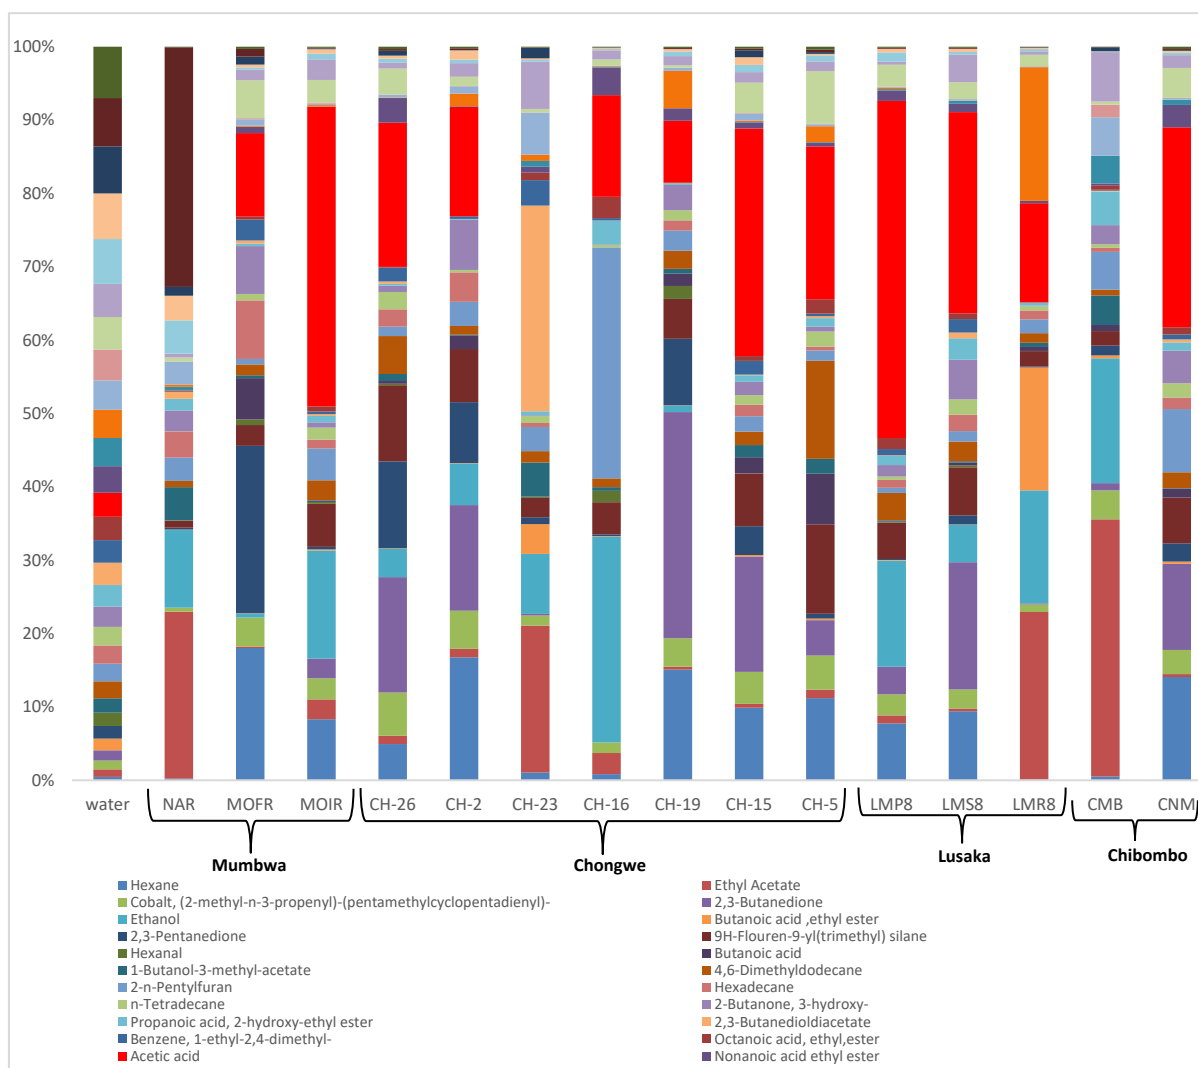 100%
90%
80%
70%
60%
50%
40%
30%
20%
10%
0%
water NAR MOFR MOIR CH-26 CH-2 CH-23 CH-16 CH-19 CH-15 CH-5 LMP8 LMS8 LMR8 CMB CNM
Mumbwa Chongwe Lusaka Chibombo
Hexane Ethyl Acetate
Cobalt, (2-methyl-n-3-propenyl)-(pentamethylcyclopentadienyl)- 2,3-Butanedione
Ethanol Butanoic acid ,ethyl ester
2,3-Pentanedione 9H-Flouren-9-yl(trimethyl) silane
Hexanal Butanoic acid
1-Butanol-3-methyl-acetate 4,6-Dimethyldodecane
2-n-Pentylfuran Hexadecane
n-Tetradecane 2-Butanone, 3-hydroxy-
Propanoic acid, 2-hydroxy-ethyl ester 2,3-Butanedioldiacetate
Benzene, 1-ethyl-2,4-dimethyl- Octanoic acid, ethyl,ester
Acetic acid Nonanoic acid ethyl ester